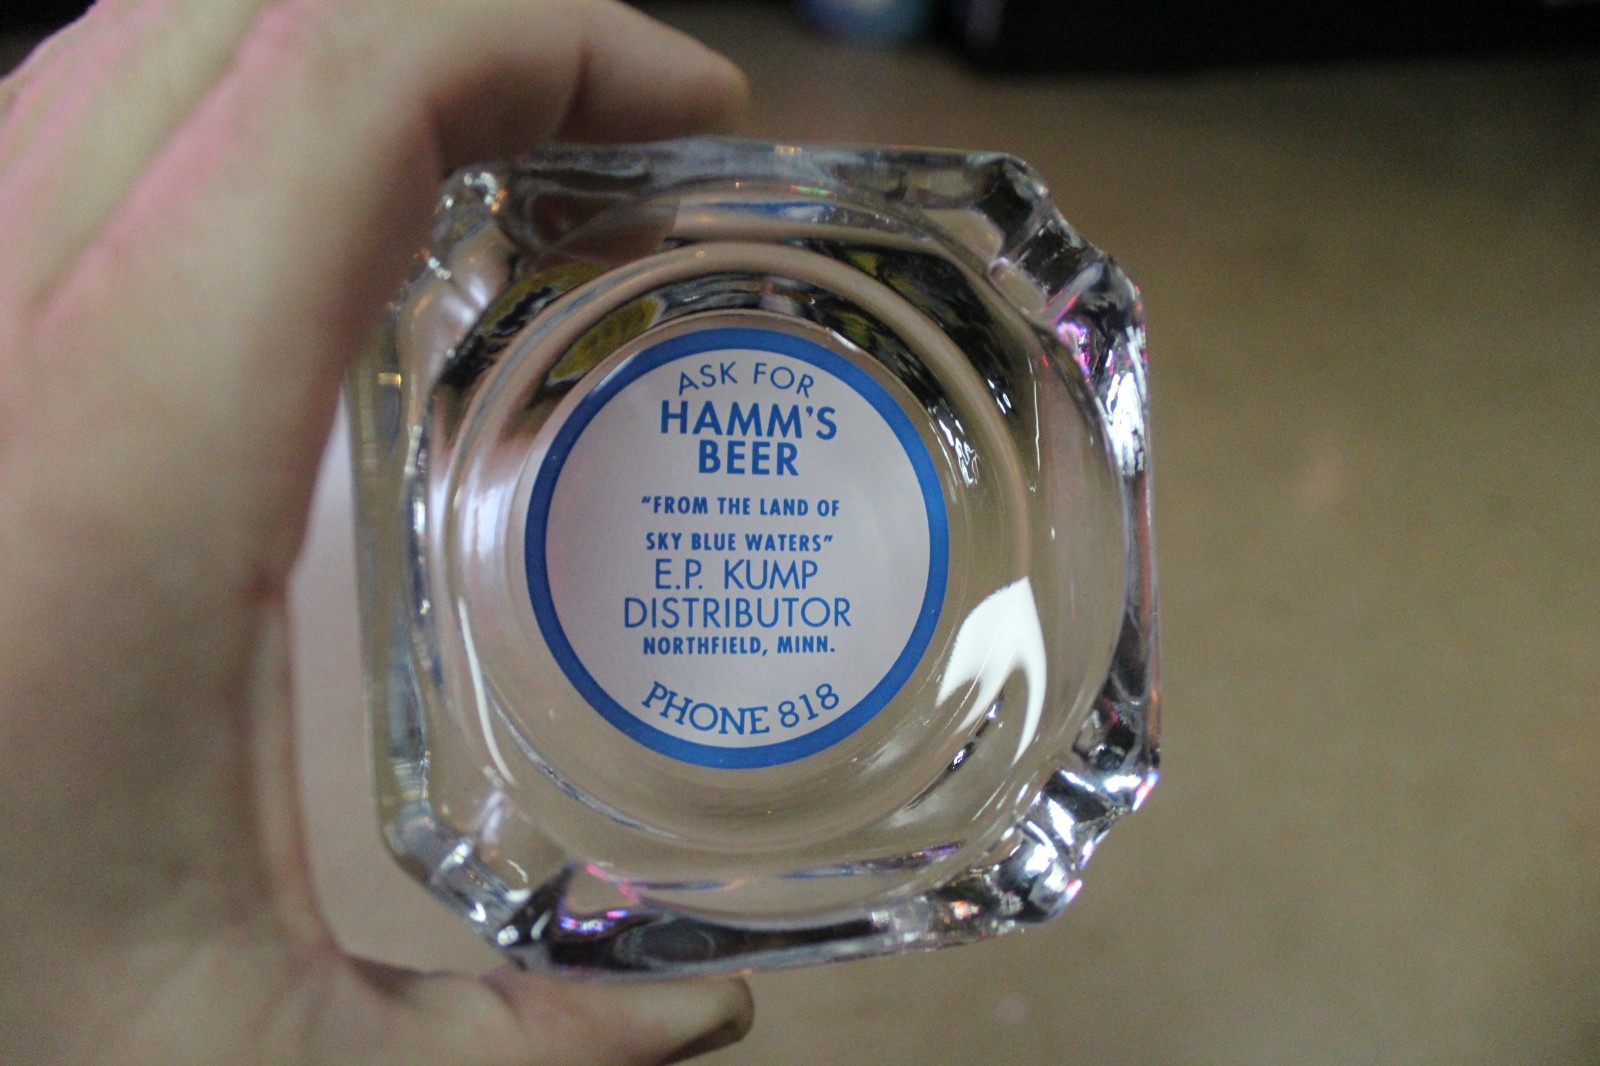 ASK FOR
HAMM'S
BEER
"FROM THE LAND OF
SKY BLUE WATERS"
E.P. KUMP
DISTRIBUTOR
NORTHFIELD, MINN.
PHONE 818